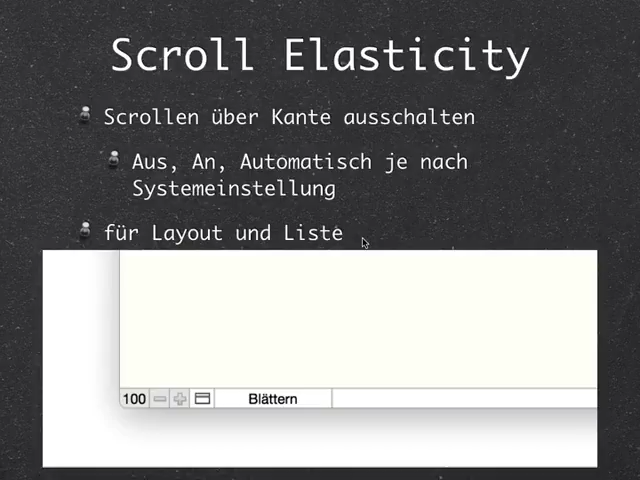 Scroll Elasticity
Scrollen über Kante ausschalten
Aus, An, Automatisch je nach
Systemeinstellung
für Layout und Liste
100 Blättern